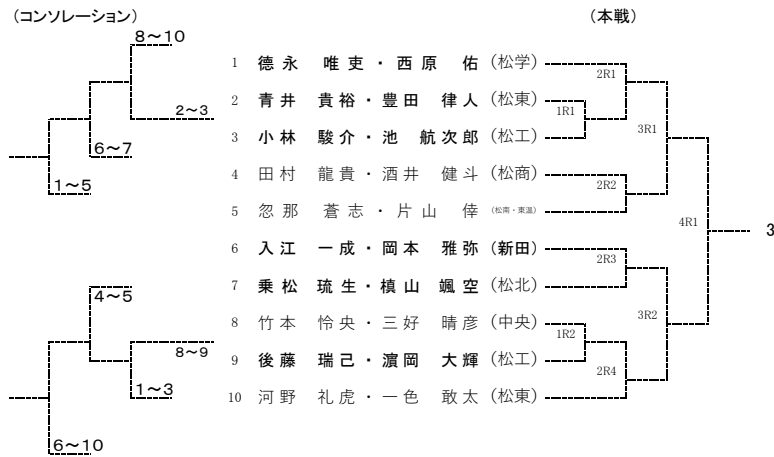 （コンソレーション）
（本戦）
8～10
1 德永 唯吏・西原 佑 (松学)
2R1
2～3
2 青井 貴裕・豊田 律人 (松東)
1R1
3R1
3 小林 駿介・池 航次郎 (松工)
6～7
4 田村 龍貴・酒井 健斗 (松商)
1～5
2R2
5 忽那 蒼志・片山 倖 (松南・東温)
4R1
3
6 入江 一成・岡本 雅弥 (新田)
2R3
7 乗松 琉生・槙山 颯空 (松北)
4～5
3R2
8 竹本 怜央・三好 晴彦 (中央)
1R2
8～9
9 後藤 瑞己・濵岡 大輝 (松工)
2R4
1～3
10 河野 礼虎・一色 敢太 (松東)
6～10